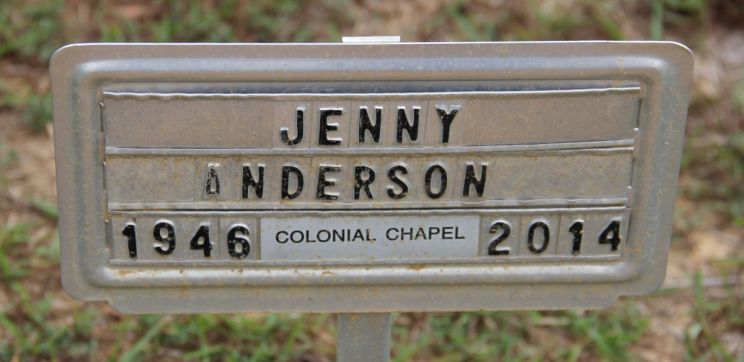 JENNY
ANDERSON
1946 COLONIAL CHAPEL 2014